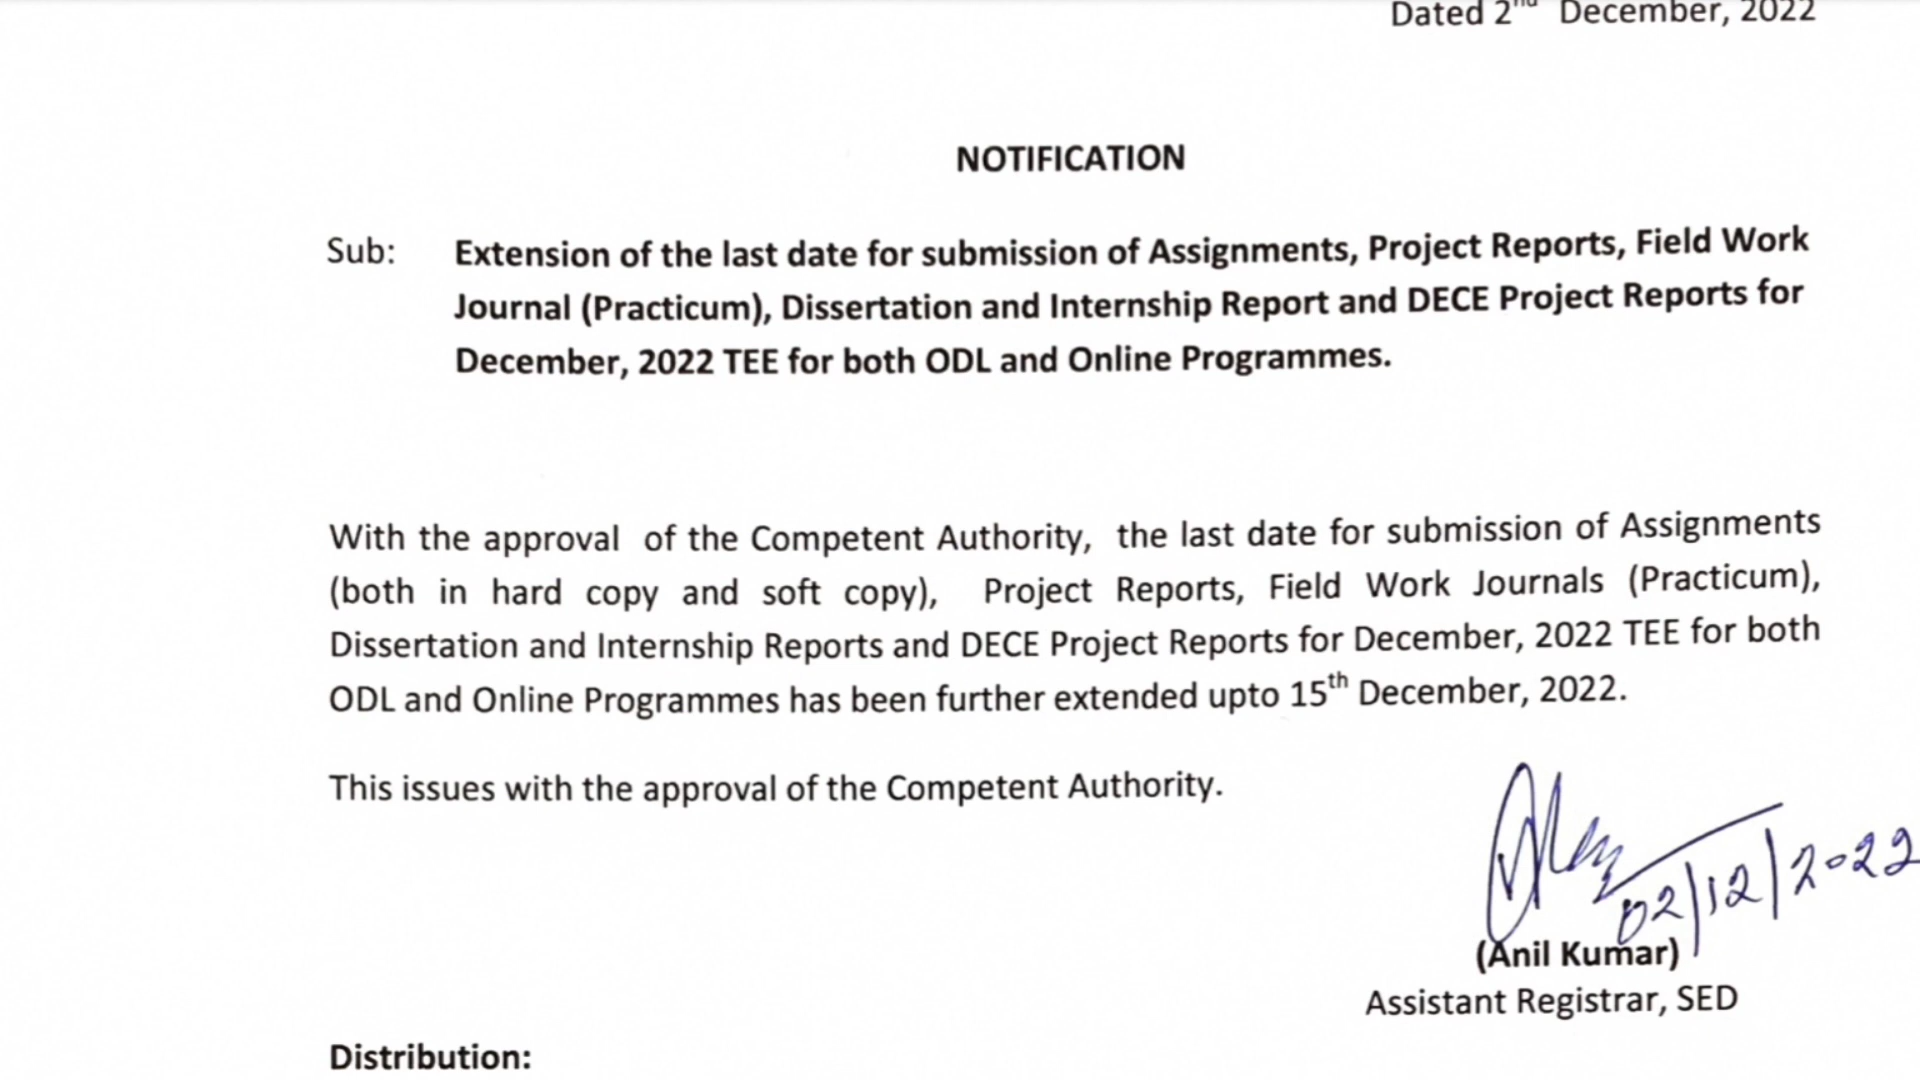 Dated 2nd December, 2022
NOTIFICATION
Sub: Extension of the last date for submission of Assignments, Project Reports, Field Work
Journal (Practicum), Dissertation and Internship Report and DECE Project Reports for
December, 2022 TEE for both ODL and Online Programmes.
With the approval of the Competent Authority, the last date for submission of Assignments
(both in hard copy and soft copy), Project Reports, Field Work Journals (Practicum),
Dissertation and Internship Reports and DECE Project Reports for December, 2022 TEE for both
ODL and Online Programmes has been further extended upto 15th December, 2022.
This issues with the approval of the Competent Authority.
02/12/2022
(Anil Kumar)
Assistant Registrar, SED
Distribution: